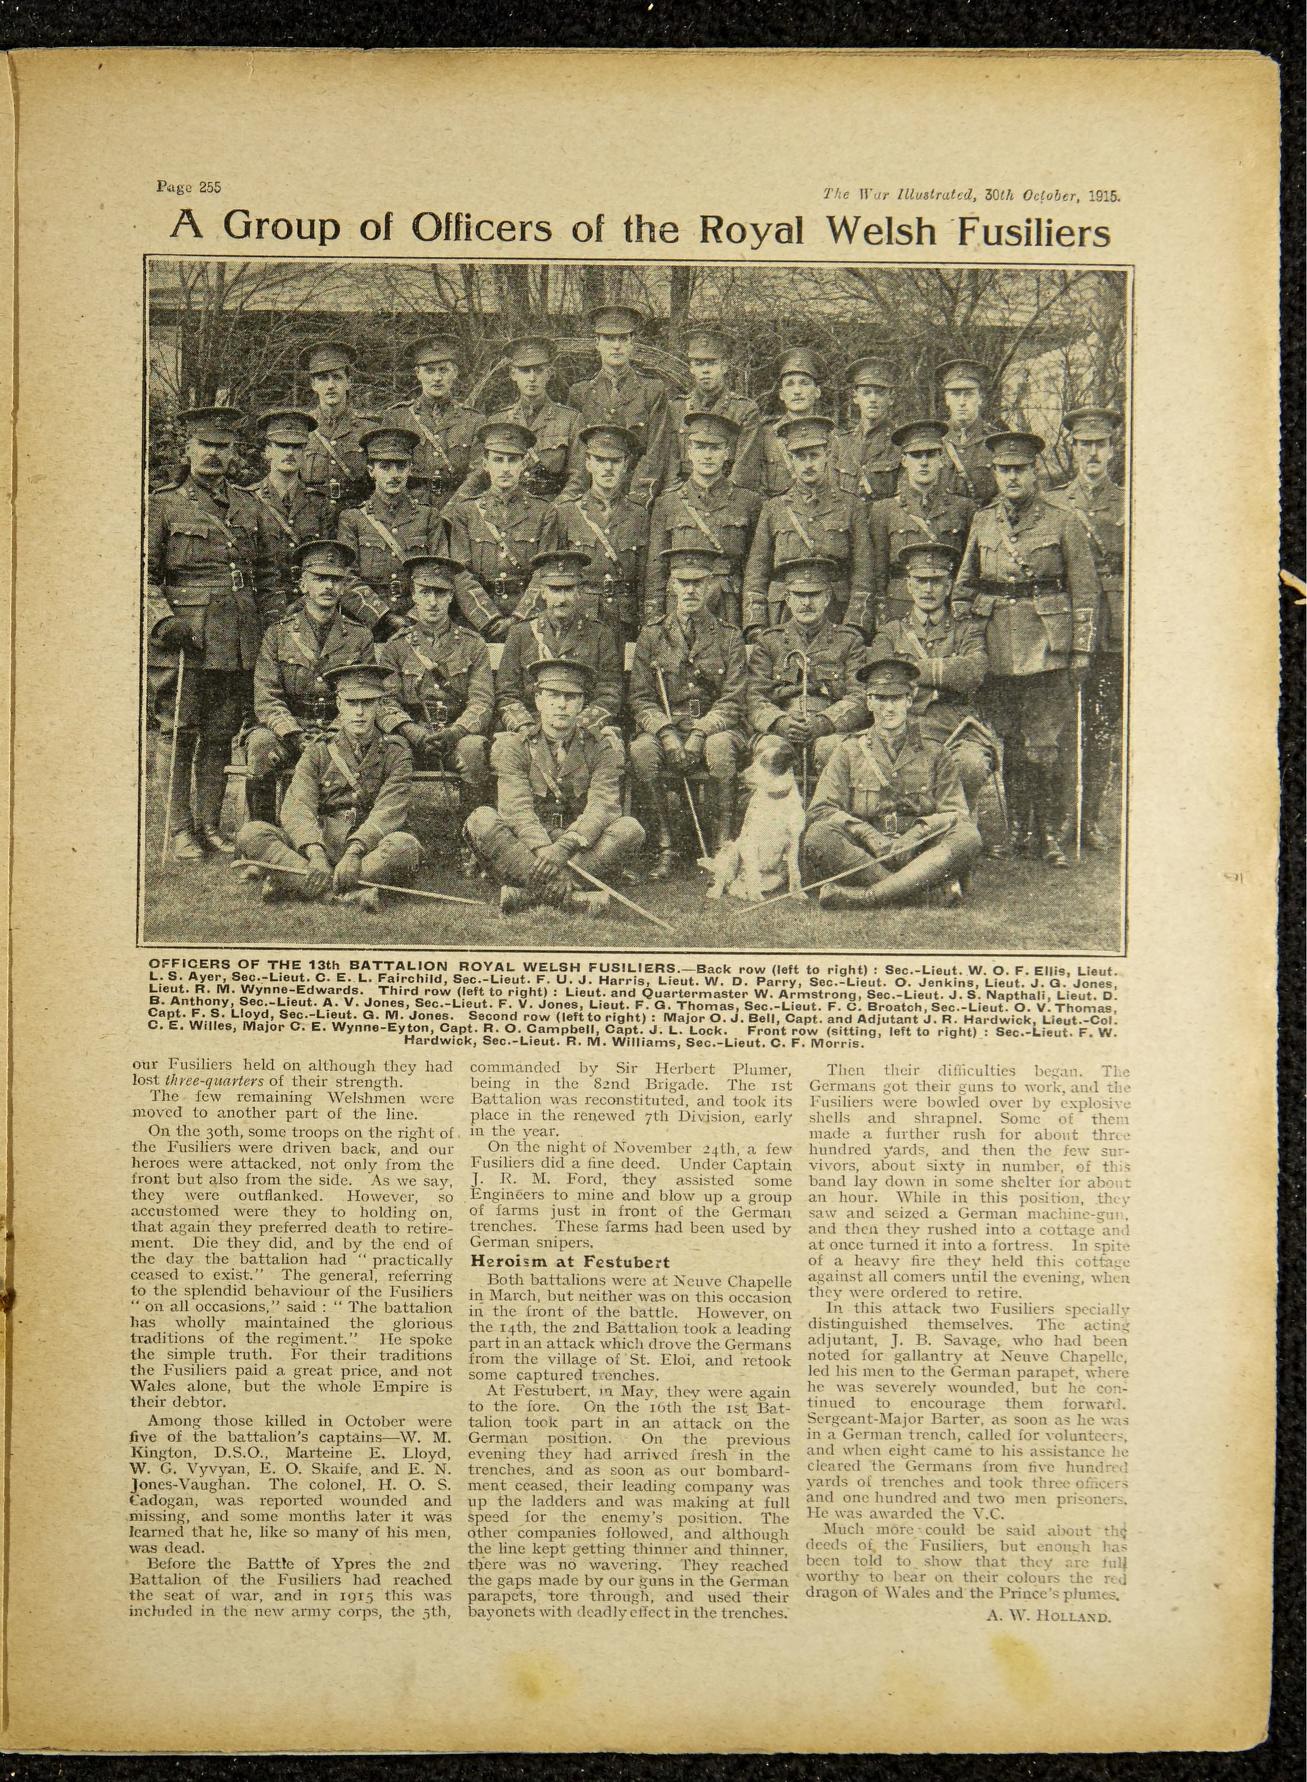 Page 255
The War Illustrated, 30th October, 1915.
A Group of Officers of the Royal Welsh Fusiliers
OFFICERS OF THE 13th BATTALION ROYAL WELSH FUSILIERS.—Back row (left to right) : Sec.-Lieut. W. O. F. Ellis, Lieut.
L. S. Ayer, Sec.-Lieut. C. E. L. Fairchild, Sec.-Lieut. F. U. J. Harris, Lieut. W. D. Parry, Sec.-Lieut. O. Jenkins, Lieut. J. G. Jones,
Lieut. R. M. Wynne-Edwards. Third row (left to right) : Lieut. and Quartermaster W. Armstrong, Sec.-Lieut. J. S. Napthali, Lieut. D.
B. Anthony, Sec.-Lieut. A. V. Jones, Sec.-Lieut. F. V. Jones, Lieut. F. G. Thomas, Sec.-Lieut. F. C. Broatch, Sec.-Lieut. O. V. Thomas,
Capt. F. S. Lloyd, Sec.-Lieut. G. M. Jones. Second row (left to right) : Major O. J. Bell, Capt. and Adjutant J. R. Hardwick, Lieut.-Col.
C. E. Willes, Major C. E. Wynne-Eyton, Capt. R. O. Campbell, Capt. J. L. Lock. Front row (sitting, left to right) : Sec.-Lieut. F. W.
Hardwick, Sec.-Lieut. R. M. Williams, Sec.-Lieut. C. F. Morris.
our Fusiliers held on although they had
lost three-quarters of their strength.
The few remaining Welshmen were
moved to another part of the line.
On the 30th, some troops on the right of
the Fusiliers were driven back, and our
heroes were attacked, not only from the
front but also from the side. As we say,
they were outflanked. However, so
accustomed were they to holding on,
that again they preferred death to retire-
ment. Die they did, and by the end of
the day the battalion had “ practically
ceased to exist.” The general, referring
to the splendid behaviour of the Fusiliers
“ on all occasions,” said : “ The battalion
has wholly maintained the glorious
traditions of the regiment.” He spoke
the simple truth. For their traditions
the Fusiliers paid a great price, and not
Wales alone, but the whole Empire is
their debtor.
Among those killed in October were
five of the battalion's captains—W. M.
Kington, D.S.O., Marteine E. Lloyd,
W. G. Vyvyan, E. O. Skaife, and E. N.
Jones-Vaughan. The colonel, H. O. S.
Cadogan, was reported wounded and
missing, and some months later it was
learned that he, like so many of his men,
was dead.
Before the Battle of Ypres the 2nd
Battalion of the Fusiliers had reached
the seat of war, and in 1915 this was
included in the new army corps, the 5th,
commanded by Sir Herbert Plumer,
being in the 82nd Brigade. The 1st
Battalion was reconstituted, and took its
place in the renewed 7th Division, early
in the year.
On the night of November 24th, a few
Fusiliers did a fine deed. Under Captain
J. R. M. Ford, they assisted some
Engineers to mine and blow up a group
of farms just in front of the German
trenches. These farms had been used by
German snipers.
Heroism at Festubert
Both battalions were at Neuve Chapelle
in March, but neither was on this occasion
in the front of the battle. However, on
the 14th, the 2nd Battalion took a leading
part in an attack which drove the Germans
from the village of St. Eloi, and retook
some captured trenches.
At Festubert, in May, they were again
to the fore. On the 16th the 1st Bat-
talion took part in an attack on the
German position. On the previous
evening they had arrived fresh in the
trenches, and as soon as our bombard-
ment ceased, their leading company was
up the ladders and was making at full
speed for the enemy's position. The
other companies followed, and although
the line kept getting thinner and thinner,
there was no wavering. They reached
the gaps made by our guns in the German
parapets, tore through, and used their
bayonets with deadly effect in the trenches.
Then their difficulties began. The
Germans got their guns to work, and the
Fusiliers were bowled over by explosive
shells and shrapnel. Some of them
made a further rush for about three
hundred yards, and then the few sur-
vivors, about sixty in number, of this
band lay down in some shelter for about
an hour. While in this position, they
saw and seized a German machine-gun,
and then they rushed into a cottage and
at once turned it into a fortress. In spite
of a heavy fire they held this cottage
against all comers until the evening, when
they were ordered to retire.
In this attack two Fusiliers specially
distinguished themselves. The acting
adjutant, J. B. Savage, who had been
noted for gallantry at Neuve Chapelle,
led his men to the German parapet, where
he was severely wounded, but he con-
tinued to encourage them forward.
Sergeant-Major Barter, as soon as he was
in a German trench, called for volunteers,
and when eight came to his assistance he
cleared the Germans from five hundred
yards of trenches and took three officers
and one hundred and two men prisoners.
He was awarded the V.C.
Much more could be said about the
deeds of the Fusiliers, but enough has
been told to show that they are full
worthy to bear on their colours the red
dragon of Wales and the Prince's plumes.
A. W. HOLLAND.